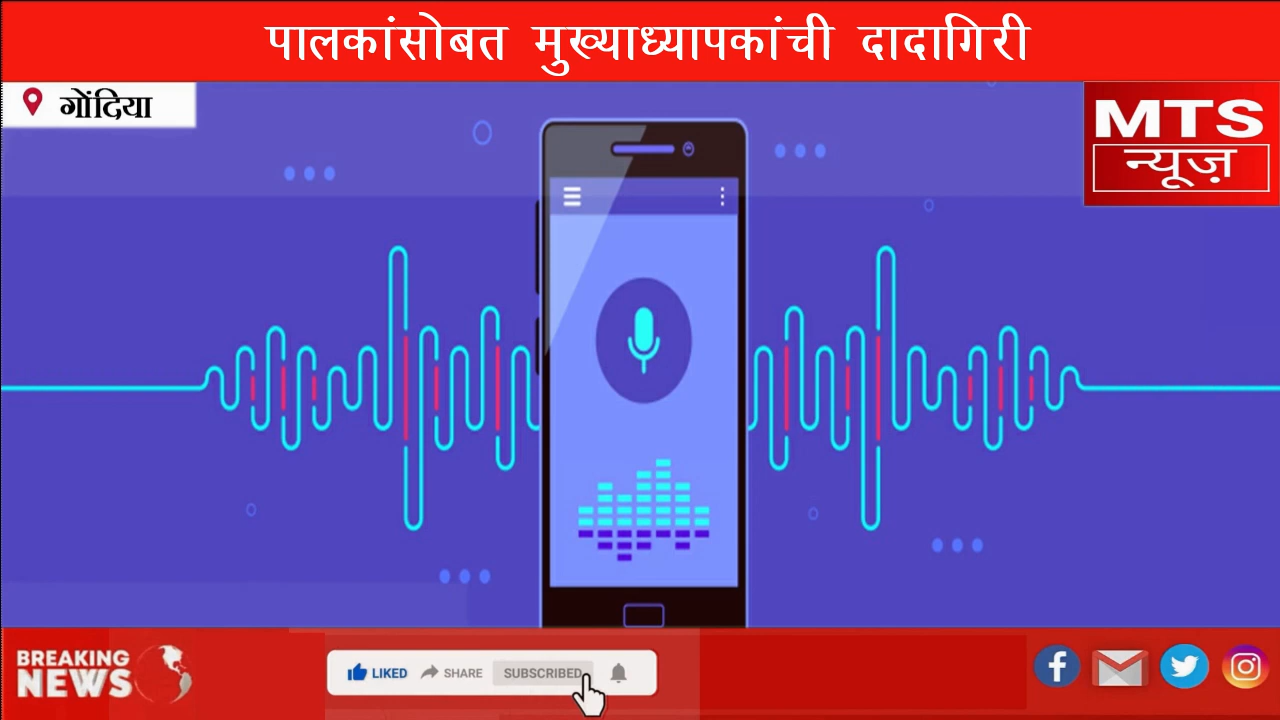 पालकांसोबत मुख्याध्यापकांची दादागिरी
गोंदिया
MTS
न्यूज़
BREAKING
NEWS
LIKED SHARE SUBSCRIBED